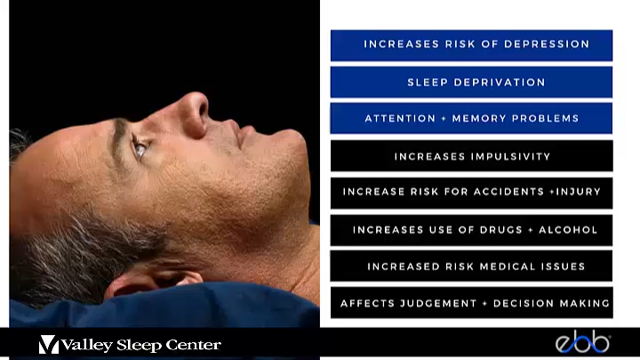 INCREASES RISK OF DEPRESSION
SLEEP DEPRIVATION
ATTENTION + MEMORY PROBLEMS
INCREASES IMPULSIVITY
INCREASE RISK FOR ACCIDENTS +INJURY
INCREASES USE OF DRUGS + ALCOHOL
INCREASED RISK MEDICAL ISSUES
AFFECTS JUDGEMENT + DECISION MAKING
Valley Sleep Center
ebb